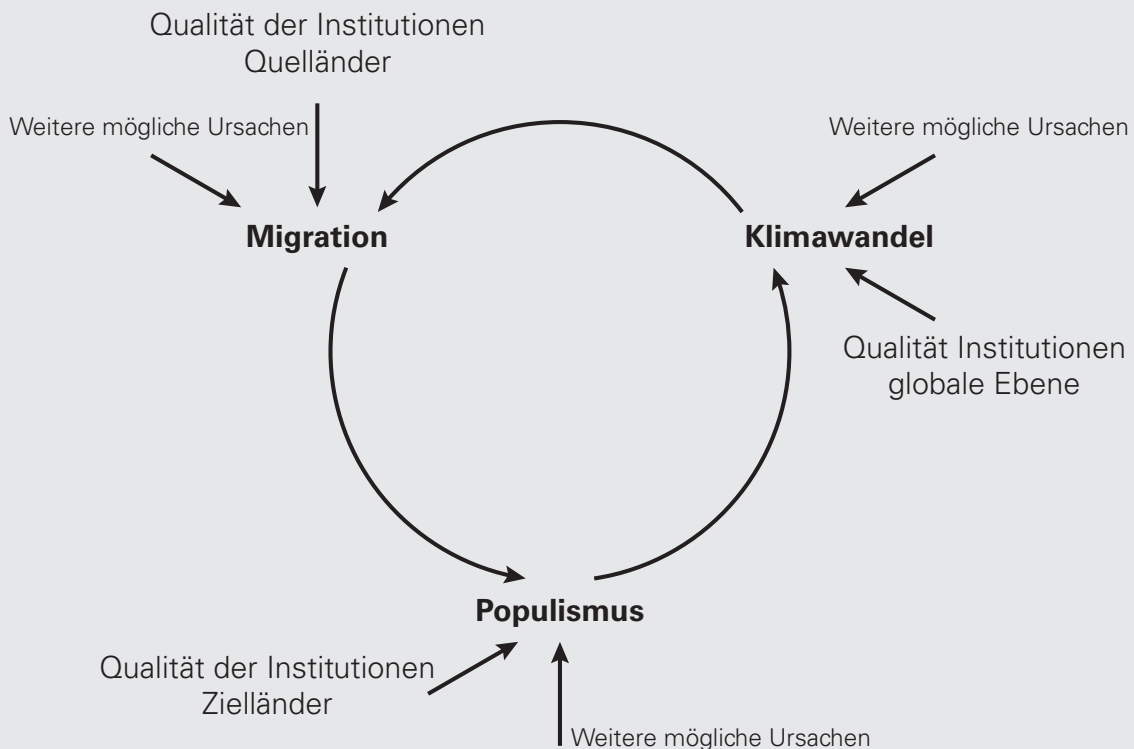 Qualität der Institutionen
Quelländer
Weitere mögliche Ursachen
Weitere mögliche Ursachen
Migration
Klimawandel
Qualität Institutionen
globale Ebene
Populismus
Qualität der Institutionen
Zielländer
Weitere mögliche Ursachen